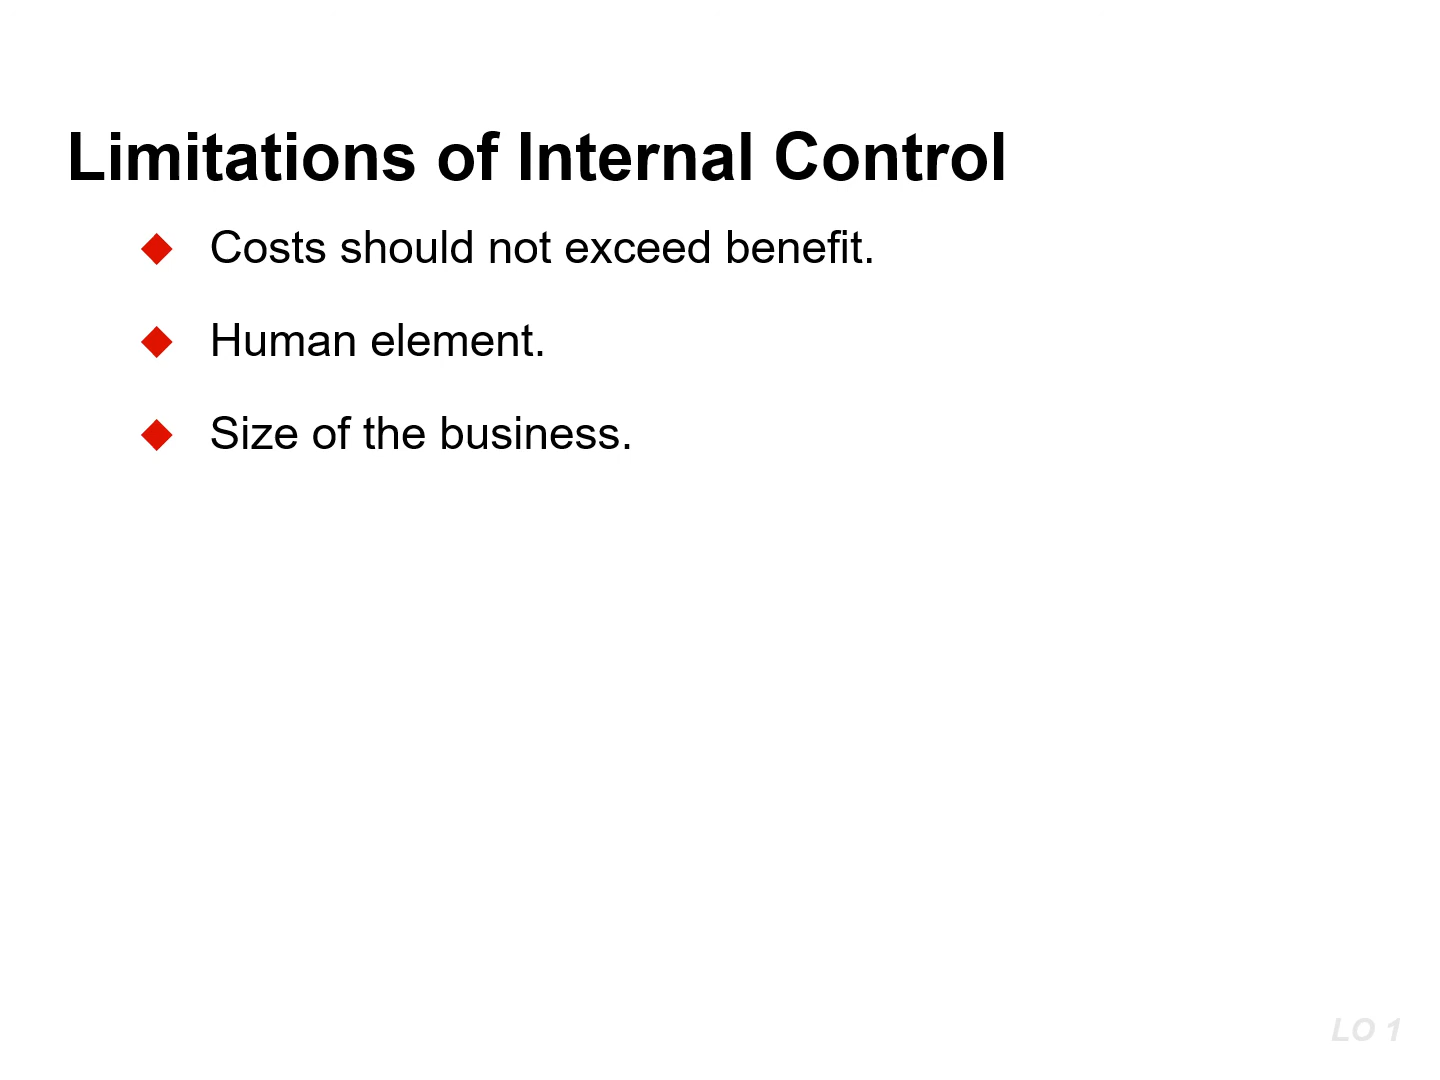 Limitations of Internal Control
Costs should not exceed benefit.
Human element.
Size of the business.
LO 1